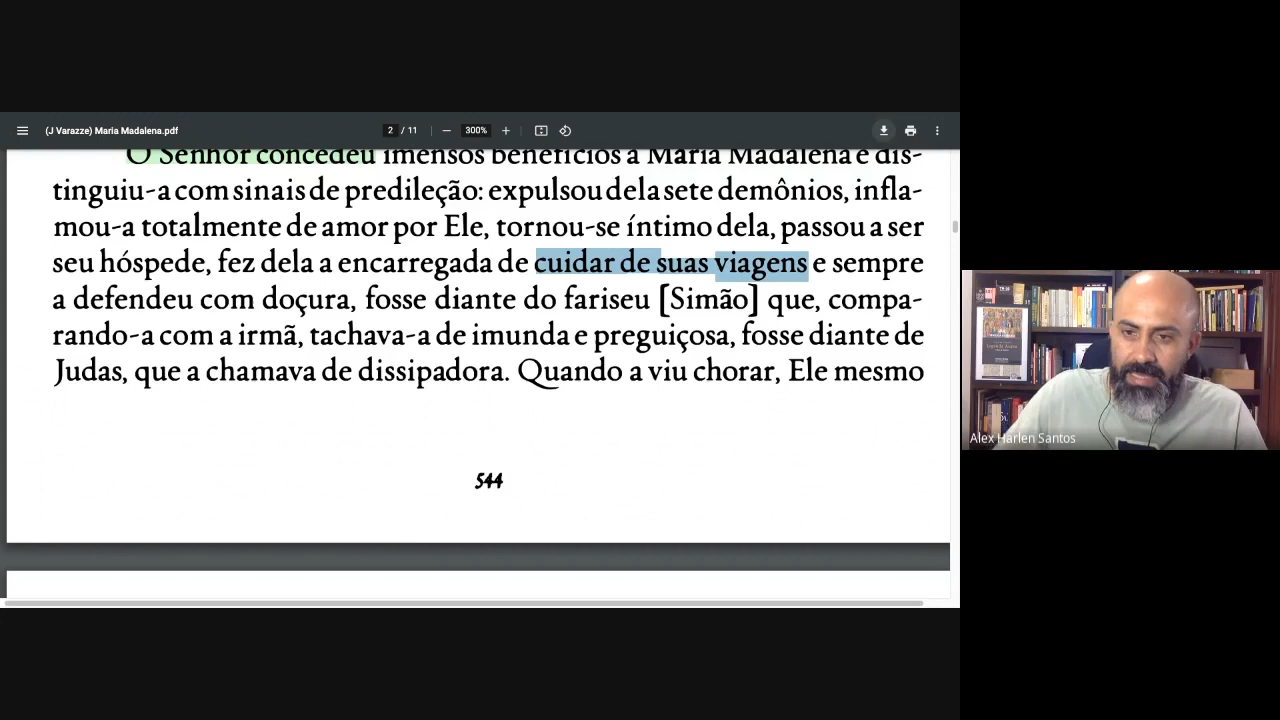 (J Varazze) Maria Madalena.pdf
2 / 11
300%
O Senhor concedeu imensos benefícios a Maria Madalena e dis-
tinguiu-a com sinais de predileção: expulsou dela sete demônios, infla-
mou-a totalmente de amor por Ele, tornou-se íntimo dela, passou a ser
seu hóspede, fez dela a encarregada de cuidar de suas viagens e sempre
a defendeu com doçura, fosse diante do fariseu [Simão] que, compa-
rando-a com a irmã, tachava-a de imunda e preguiçosa, fosse diante de
Judas, que a chamava de dissipadora. Quando a viu chorar, Ele mesmo
544
Alex Harlen Santos